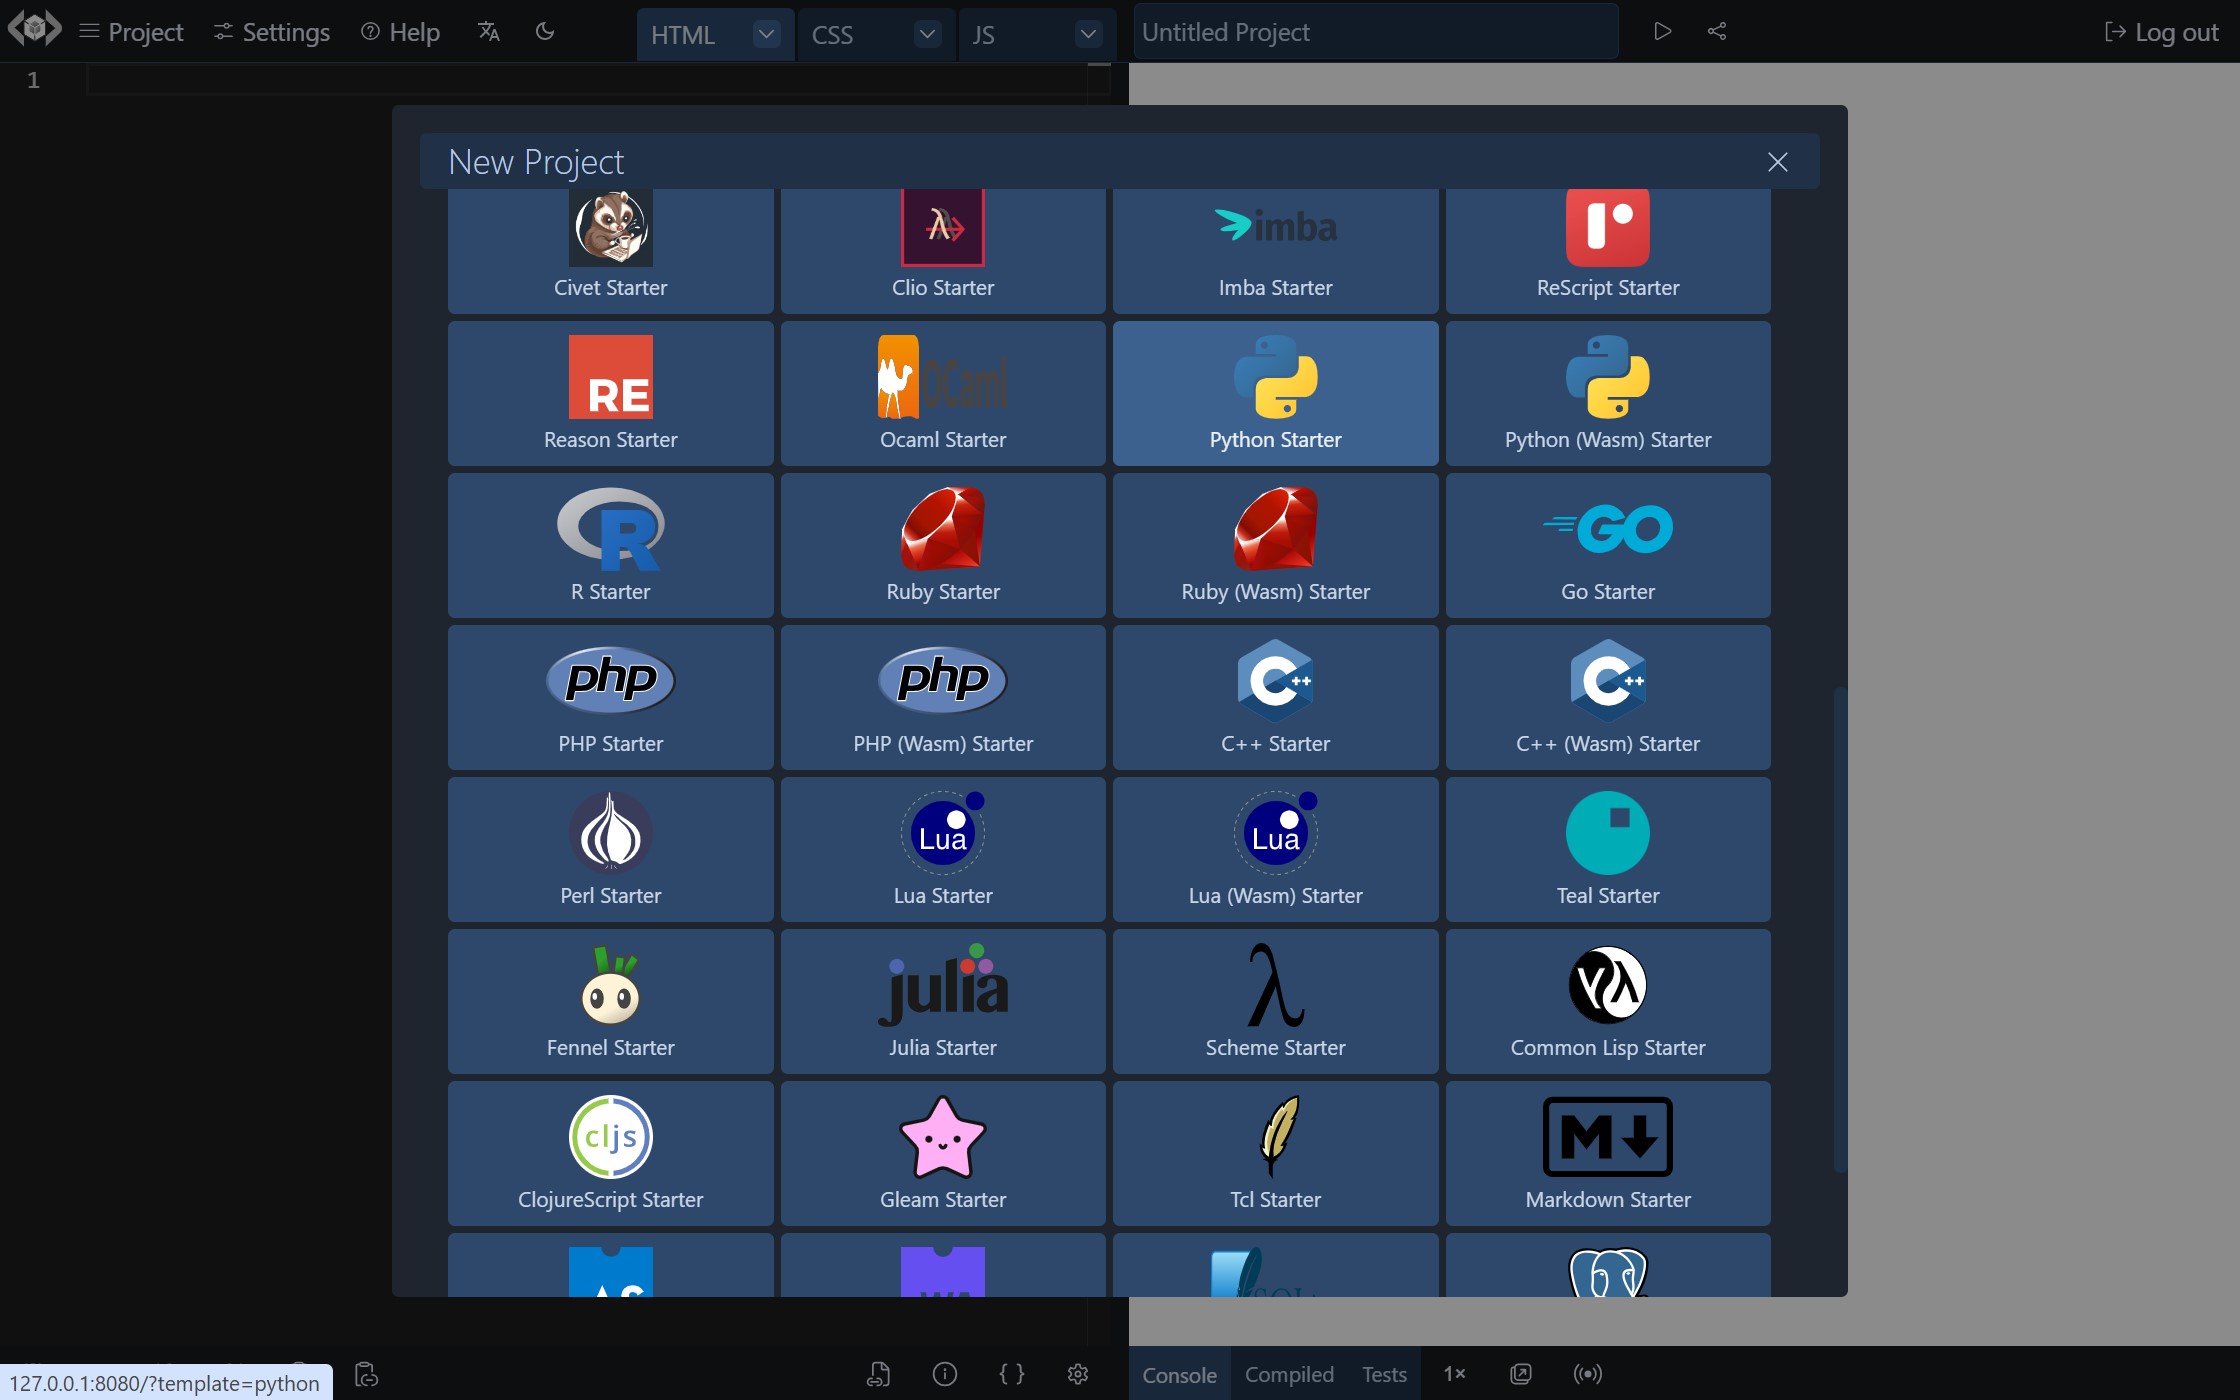 Project
Settings
Help
HTML
CSS
JS
Untitled Project
Log out
1
New Project
imba
Civet Starter
Clio Starter
Imba Starter
ReScript Starter
RE
OCaml
Reason Starter
Ocaml Starter
Python Starter
Python (Wasm) Starter
R
GO
R Starter
Ruby Starter
Ruby (Wasm) Starter
Go Starter
php
php
C++
C++
PHP Starter
PHP (Wasm) Starter
C++ Starter
C++ (Wasm) Starter
Lua
Lua
Perl Starter
Lua Starter
Lua (Wasm) Starter
Teal Starter
julia
λ
Fennel Starter
Julia Starter
Scheme Starter
Common Lisp Starter
cljs
M
ClojureScript Starter
Gleam Starter
Tcl Starter
Markdown Starter
127.0.0.1:8080/?template=python
Console
Compiled
Tests
1×